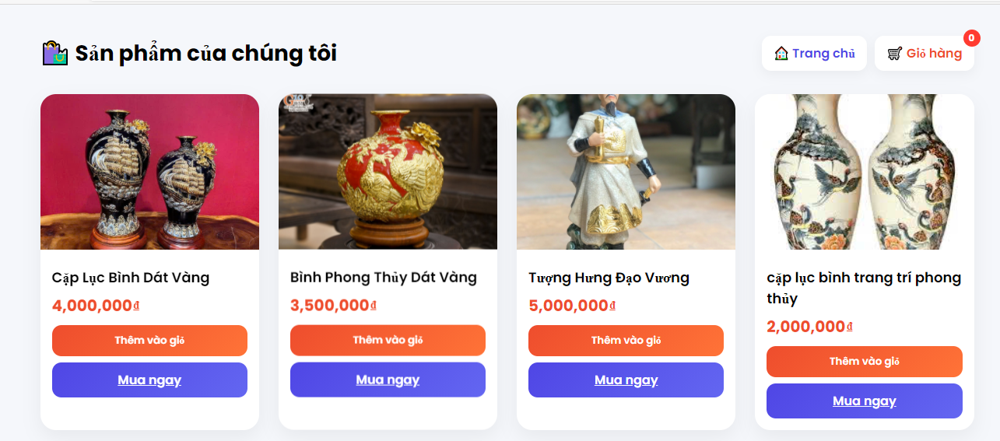 Sản phẩm của chúng tôi
Trang chủ
Giỏ hàng
0
Cặp Lục Bình Dát Vàng
4,000,000₫
Thêm vào giỏ
Mua ngay
Bình Phong Thủy Dát Vàng
3,500,000₫
Thêm vào giỏ
Mua ngay
Tượng Hưng Đạo Vương
5,000,000₫
Thêm vào giỏ
Mua ngay
cặp lục bình trang trí phong
thủy
2,000,000₫
Thêm vào giỏ
Mua ngay